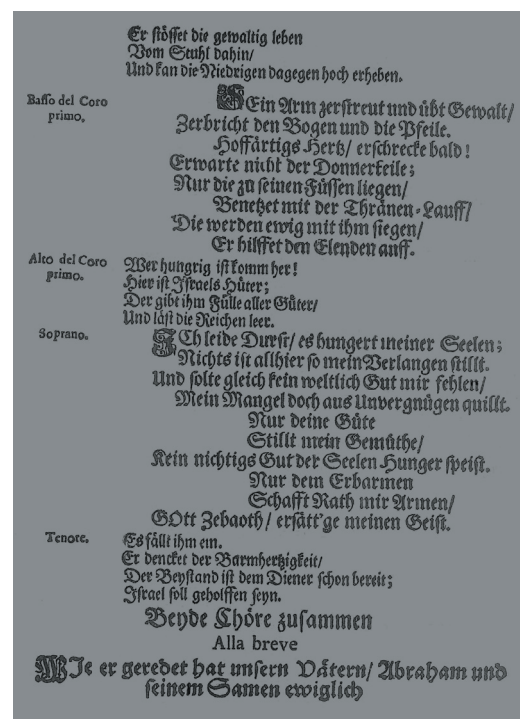 Er stösset die gewaltig leben
Vom Stuhl dahin/
Und kan die Niedrigen dagegen hoch erheben.
Basso del Coro primo.
SEin Arm zerstreut und übt Gewalt/
Zerbricht den Bogen und die Pfeile.
Hoffärtigs Hertz/ erschrecke bald!
Erwarte nicht der Donnerkeile;
Nur die zu seinen Füssen liegen/
Benetzet mit der Thränen-Lauff/
Die werden ewig mit ihm siegen/
Er hilfft den Elenden auff.
Alto del Coro primo.
Wer hungrig ist komm her!
Hier ist Israels Hüter;
Der gibt ihm Fülle aller Güter/
Und läst die Reichen leer.
Soprano.
ICh leide Durst/ es hungert meiner Seelen;
Nichts ist allhier so mein Verlangen stillt.
Und solte gleich kein weltlich Gut mir fehlen/
Mein Mangel doch aus Unvergnügen quillt.
Nur deine Güte
Stillt mein Gemüthe/
Kein nichtigs Gut der Seelen Hunger speist.
Nur dein Erbarmen
Schafft Rath mir Armen/
GOtt Zebaoth/ ersätt'ge meinen Geist.
Tenore.
Es fällt ihm ein.
Er dencket der Barmhertzigkeit/
Der Beystand ist dem Diener schon bereit;
Israel soll geholffen seyn.
Beyde Chöre zusammen
Alla breve
WJe er geredet hat unsern Vätern/ Abraham und
seinem Samen ewiglich